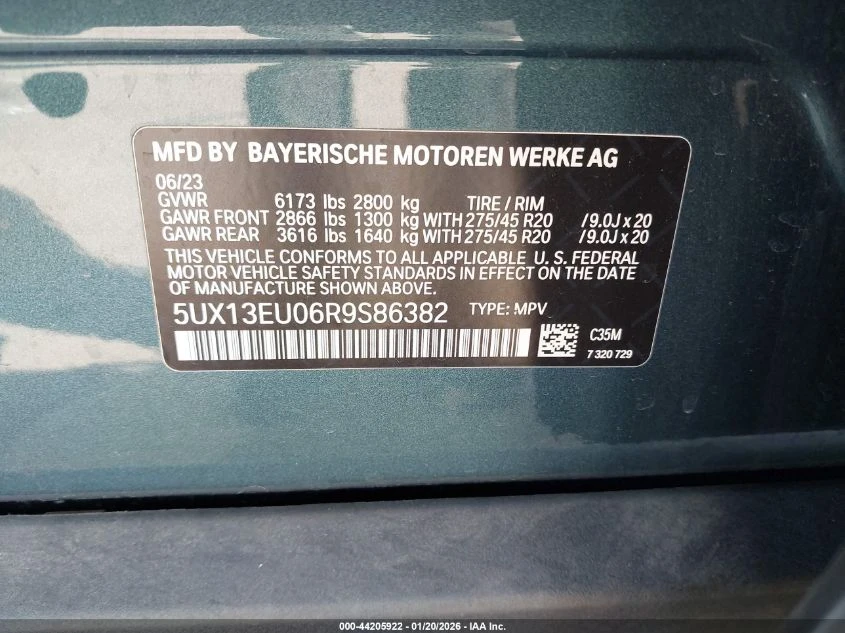 MFD BY BAYERISCHE MOTOREN WERKE AG
06/23
GVWR 6173 lbs 2800 kg TIRE / RIM
GAWR FRONT 2866 lbs 1300 kg WITH 275/45 R20 /9.0J x 20
GAWR REAR 3616 lbs 1640 kg WITH 275/45 R20 /9.0J x 20
THIS VEHICLE CONFORMS TO ALL APPLICABLE U. S. FEDERAL
MOTOR VEHICLE SAFETY STANDARDS IN EFFECT ON THE DATE
OF MANUFACTURE SHOWN ABOVE.
5UX13EU06R9S86382 TYPE: MPV
C35M
7 320 729
000-44205922 - 01/20/2026 - IAA Inc.